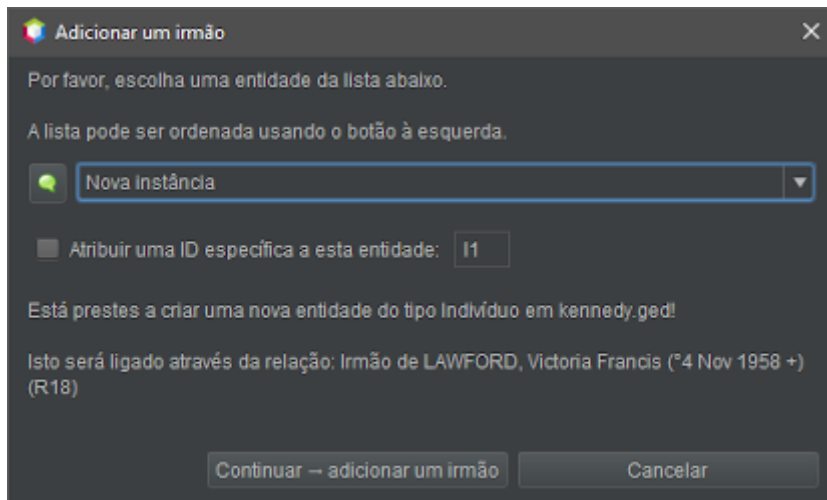 Adicionar um irmão
Por favor, escolha uma entidade da lista abaixo.
A lista pode ser ordenada usando o botão à esquerda.
Nova instância
Atribuir uma ID específica a esta entidade: I1
Está prestes a criar uma nova entidade do tipo Indivíduo em kennedy.ged!
Isto será ligado através da relação: Irmão de LAWFORD, Victoria Francis (°4 Nov 1958 +)
(R18)
Continuar → adicionar um irmão Cancelar